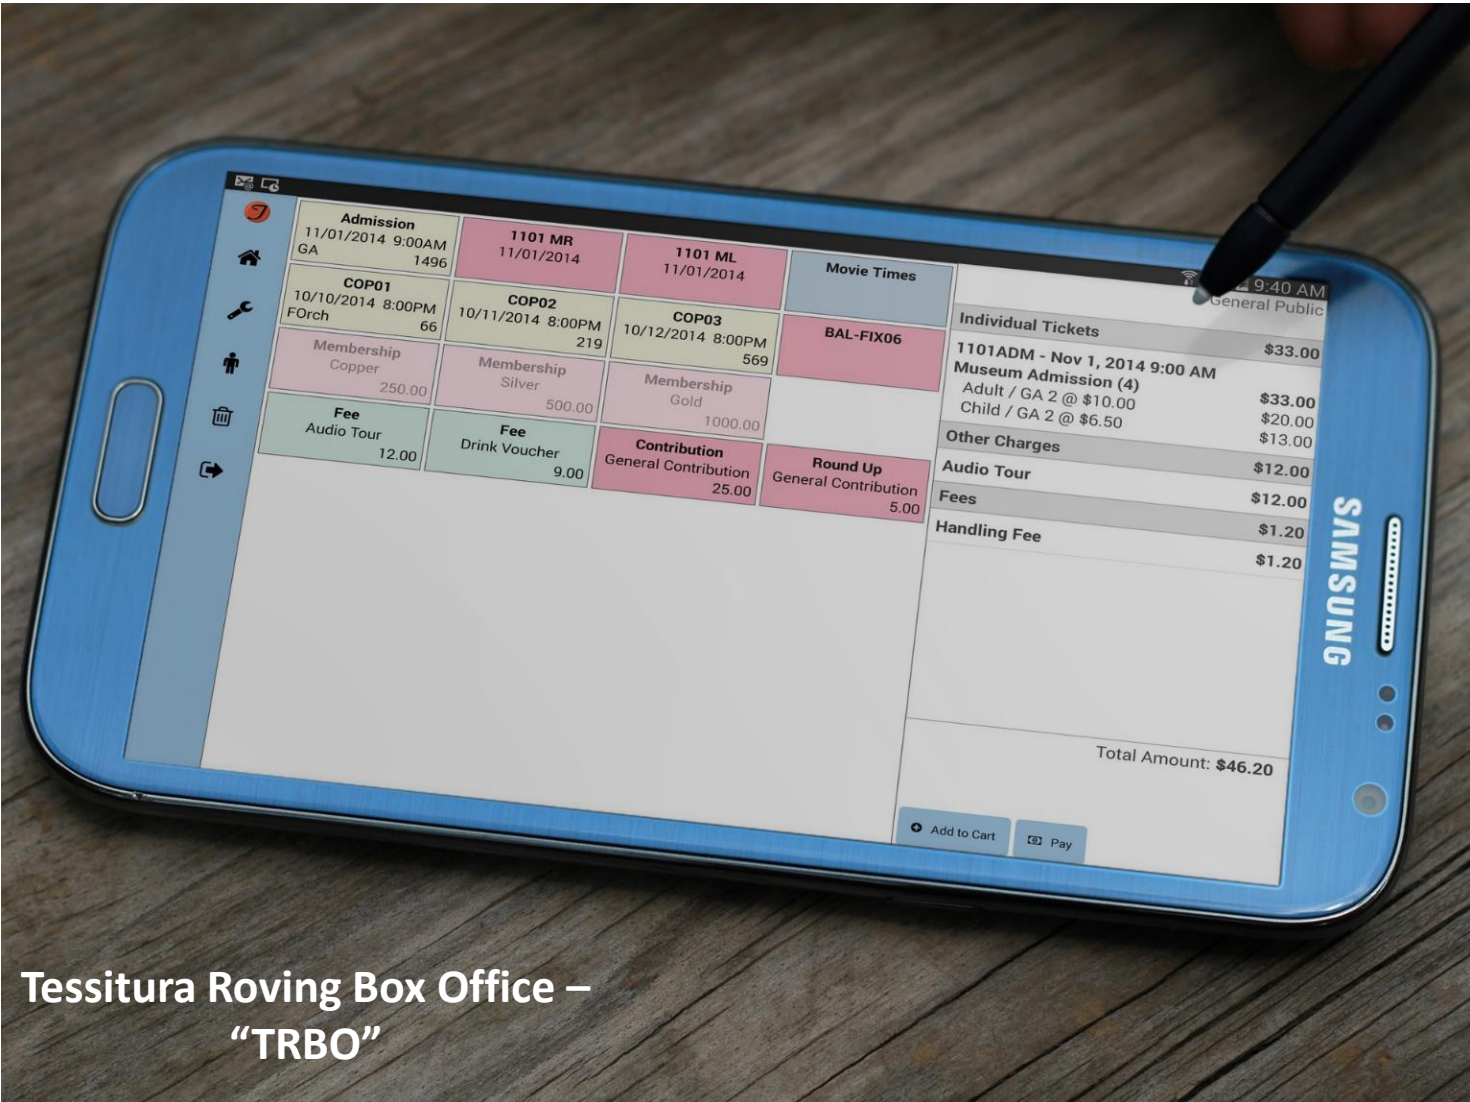 9:40 AM
General Public
Admission
11/01/2014 9:00AM
GA
1496
1101 MR
11/01/2014
1101 ML
11/01/2014
Movie Times
COP01
10/10/2014 8:00PM
FOrch
66
COP02
10/11/2014 8:00PM
219
COP03
10/12/2014 8:00PM
569
BAL-FIX06
Membership
Copper
250.00
Membership
Silver
500.00
Membership
Gold
1000.00
Fee
Audio Tour
12.00
Fee
Drink Voucher
9.00
Contribution
General Contribution
25.00
Round Up
General Contribution
5.00
Individual Tickets $33.00
1101ADM - Nov 1, 2014 9:00 AM
Museum Admission (4) $33.00
Adult / GA 2 @ $10.00 $20.00
Child / GA 2 @ $6.50 $13.00
Other Charges $12.00
Audio Tour $12.00
Fees $1.20
Handling Fee $1.20
Total Amount: $46.20
Add to Cart
Pay
SAMSUNG
Tessitura Roving Box Office –
“TRBO”